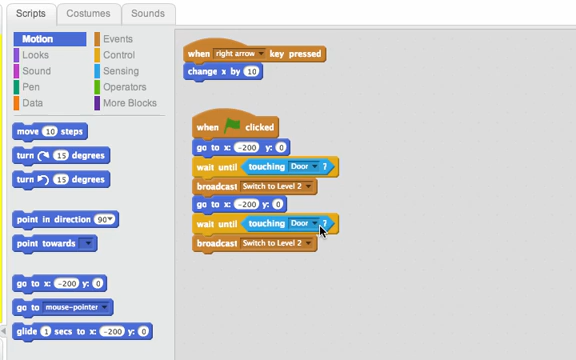 Scripts Costumes Sounds
Motion Events
Looks Control
Sound Sensing
Pen Operators
Data More Blocks
move 10 steps
turn 15 degrees
turn 15 degrees
point in direction 90
point towards
go to x: -200 y: 0
go to mouse-pointer
glide 1 secs to x: -200 y: 0
when right arrow key pressed
change x by 10
when clicked
go to x: -200 y: 0
wait until touching Door ?
broadcast Switch to Level 2
go to x: -200 y: 0
wait until touching Door ?
broadcast Switch to Level 2